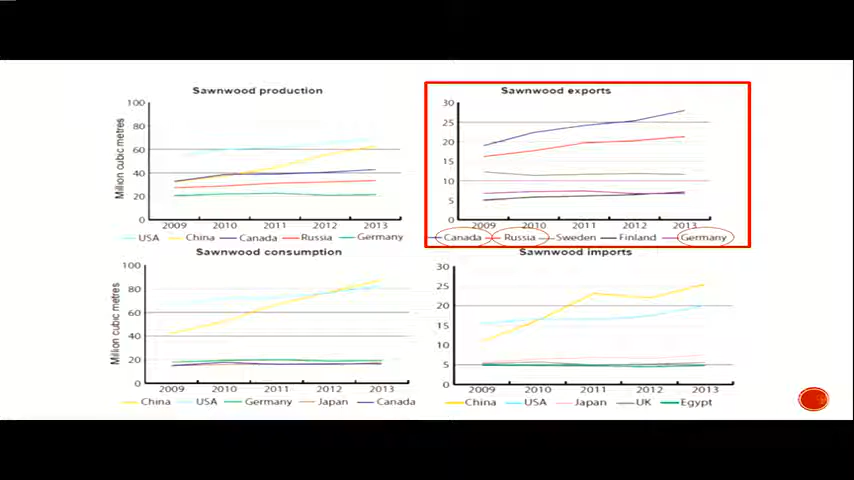 Sawnwood production
Million cubic metres
100
80
60
40
20
0
2009 2010 2011 2012 2013
USA China Canada Russia Germany
Sawnwood exports
30
25
20
15
10
5
0
2009 2010 2011 2012 2013
Canada Russia Sweden Finland Germany
Sawnwood consumption
Million cubic metres
100
80
60
40
20
0
2009 2010 2011 2012 2013
China USA Germany Japan Canada
Sawnwood imports
30
25
20
15
10
5
0
2009 2010 2011 2012 2013
China USA Japan UK Egypt